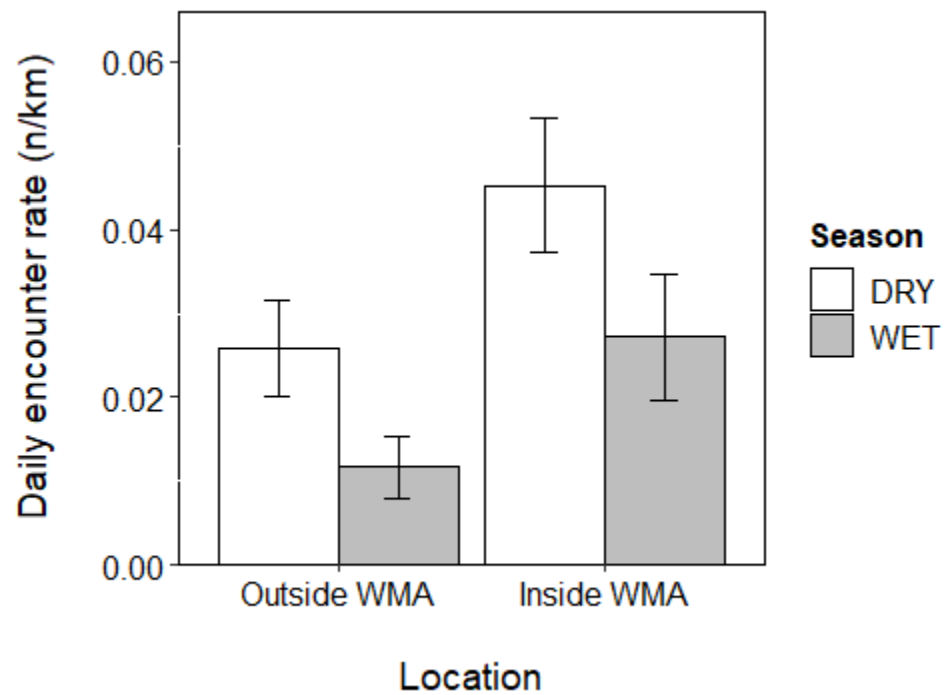 Daily encounter rate (n/km)
0.06
0.04
0.02
0.00
Outside WMA
Inside WMA
Location
Season
DRY
WET